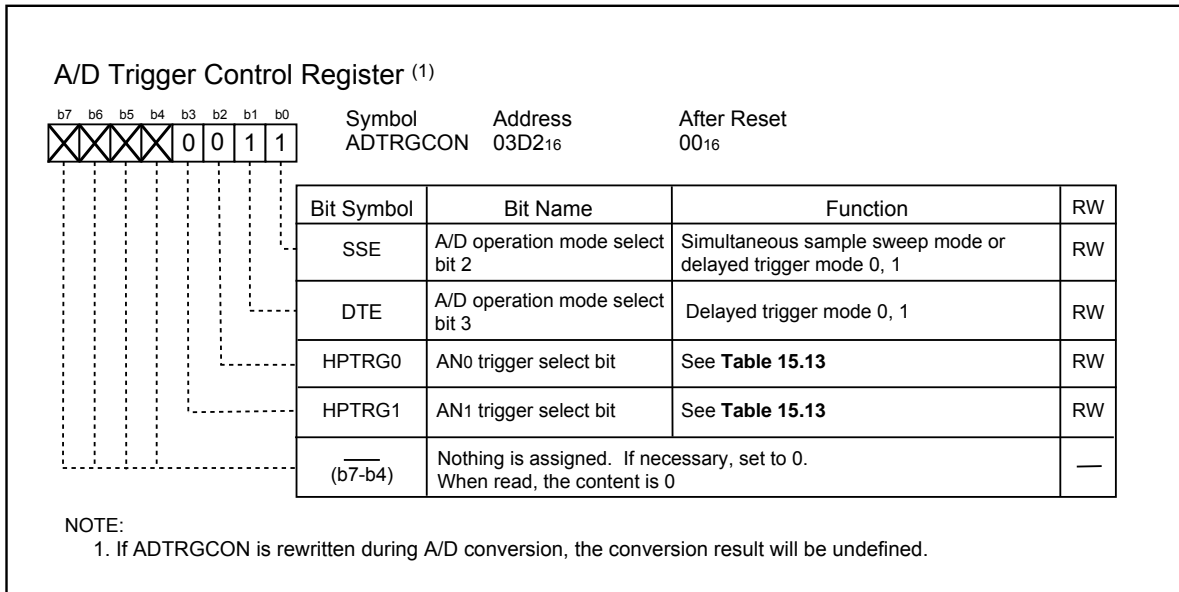 A/D Trigger Control Register (1)
b7 b6 b5 b4 b3 b2 b1 b0
Symbol Address After Reset
0 0 1 1
ADTRGCON 03D216 0016
Bit Symbol Bit Name Function RW
SSE
A/D operation mode select
bit 2
Simultaneous sample sweep mode or
delayed trigger mode 0, 1
RW
DTE
A/D operation mode select
bit 3
Delayed trigger mode 0, 1
RW
HPTRG0 AN0 trigger select bit See Table 15.13 RW
HPTRG1 AN1 trigger select bit See Table 15.13 RW
(b7-b4)
Nothing is assigned. If necessary, set to 0.
When read, the content is 0
—
NOTE:
1. If ADTRGCON is rewritten during A/D conversion, the conversion result will be undefined.